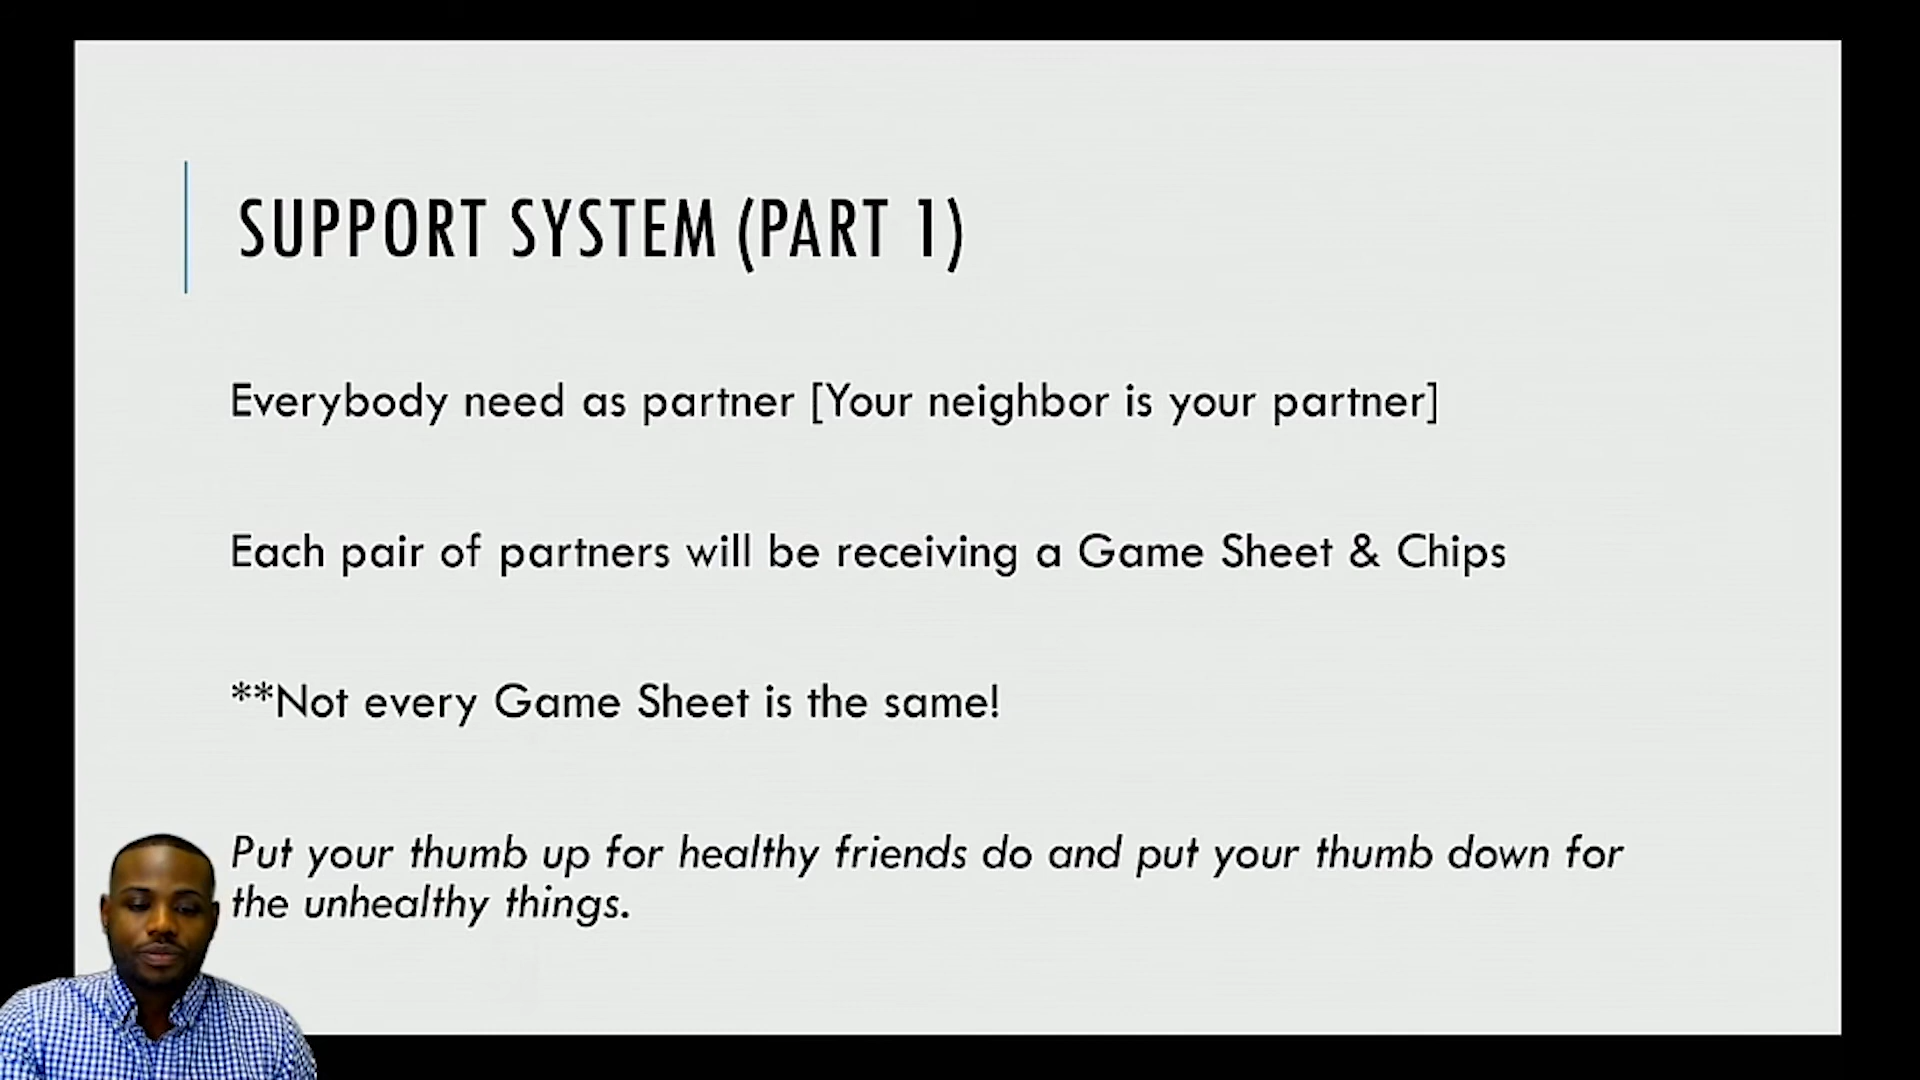 SUPPORT SYSTEM (PART 1)
Everybody need as partner [Your neighbor is your partner]
Each pair of partners will be receiving a Game Sheet & Chips
**Not every Game Sheet is the same!
Put your thumb up for healthy friends do and put your thumb down for
the unhealthy things.